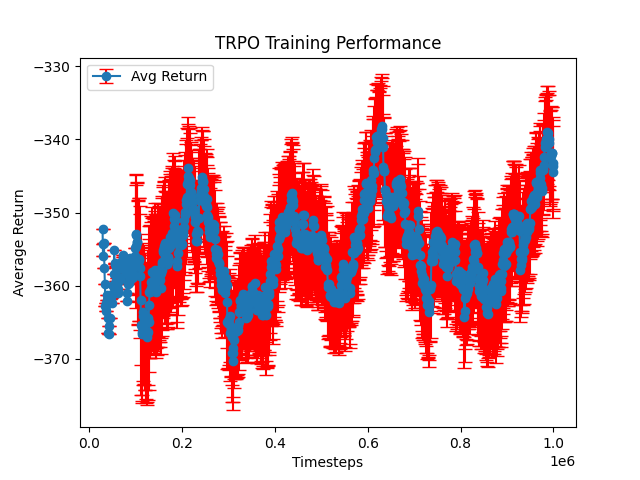 TRPO Training Performance
Avg Return
Average Return
−330
−340
−350
−360
−370
0.0
0.2
0.4
0.6
0.8
1.0
1e6
Timesteps